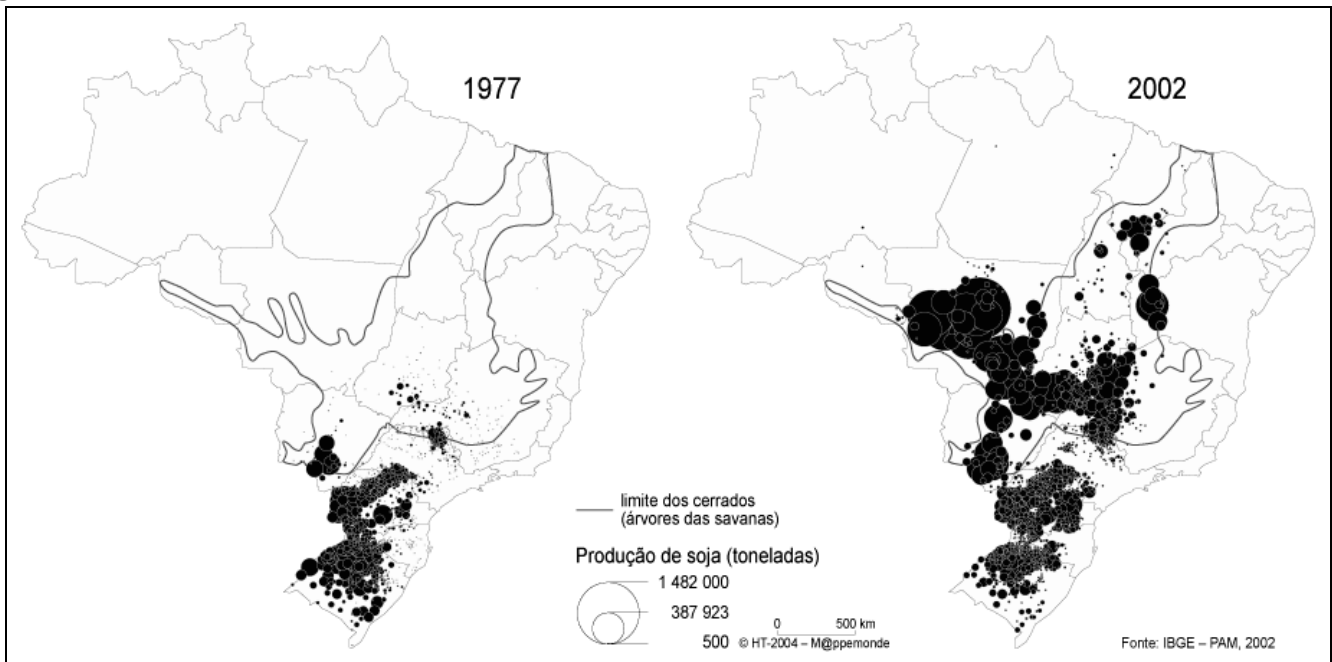 1977
2002
limite dos cerrados
(árvores das savanas)
Produção de soja (toneladas)
1 482 000
387 923
500
0 500 km
© HT-2004 – M@ppemonde
Fonte: IBGE – PAM, 2002